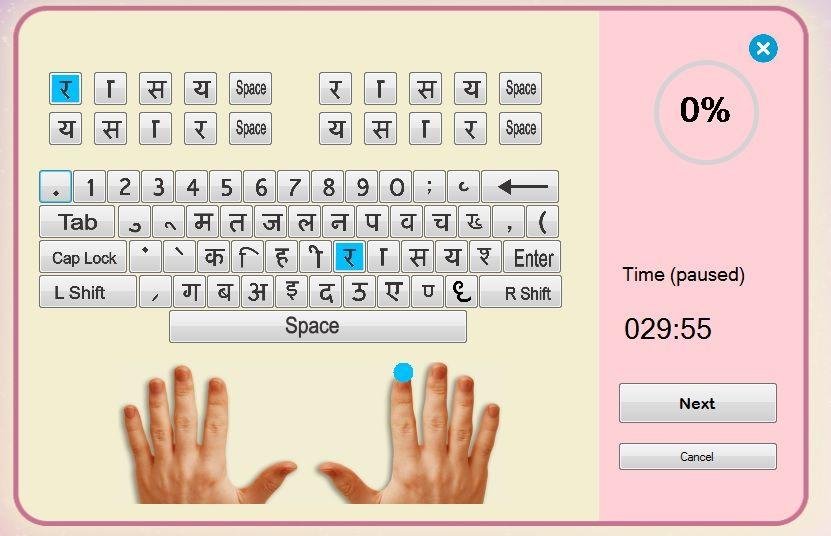 र ा स य Space र ा स य Space
य स ा र Space य स ा र Space
. 1 2 3 4 5 6 7 8 9 0 ;
Tab ु म त ज ल न प व च ख् , (
Cap Lock ं े क ि ह ी र ा स य श् Enter
L Shift ग ब अ इ द उ ए ण् R Shift
Space
0%
Time (paused)
029:55
Next
Cancel